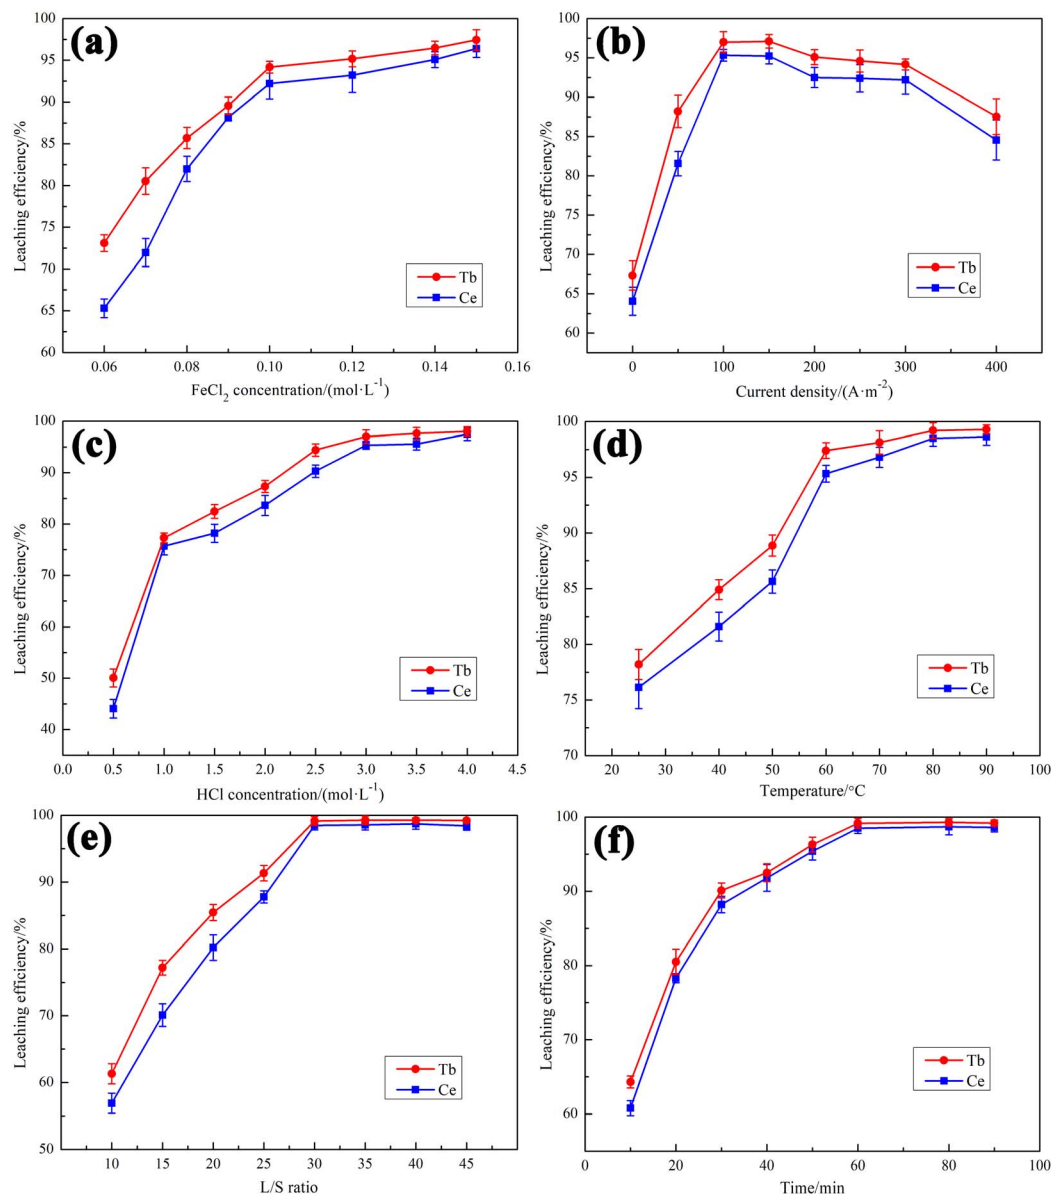 (a)
100
95
90
85
80
75
70
65
60
Leaching efficiency/%
Tb
Ce
0.06 0.08 0.10 0.12 0.14 0.16
FeCl2 concentration/(mol·L-1)
(b)
100
95
90
85
80
75
70
65
60
Leaching efficiency/%
Tb
Ce
0 100 200 300 400
Current density/(A·m-2)
(c)
100
90
80
70
60
50
40
Leaching efficiency/%
Tb
Ce
0.0 0.5 1.0 1.5 2.0 2.5 3.0 3.5 4.0 4.5
HCl concentration/(mol·L-1)
(d)
100
95
90
85
80
75
70
Leaching efficiency/%
Tb
Ce
20 30 40 50 60 70 80 90 100
Temperature/°C
(e)
100
90
80
70
60
50
Leaching efficiency/%
Tb
Ce
10 15 20 25 30 35 40 45
L/S ratio
(f)
100
90
80
70
60
Leaching efficiency/%
Tb
Ce
0 20 40 60 80 100
Time/min